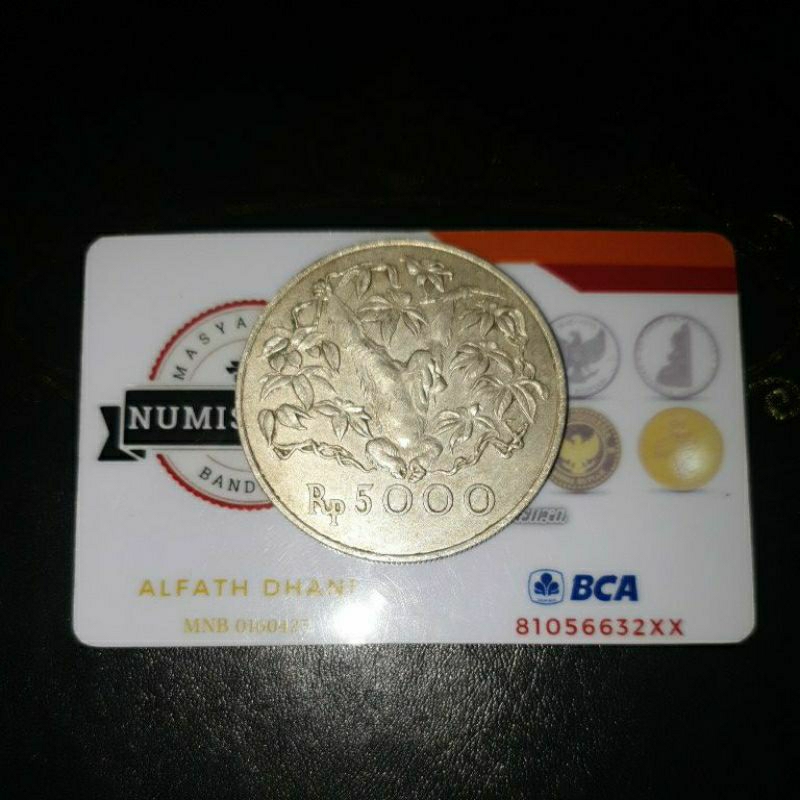 MASYA
NUMIS
BAND
Rp 5000
ALFATH DHANI
BCA
81056632XX